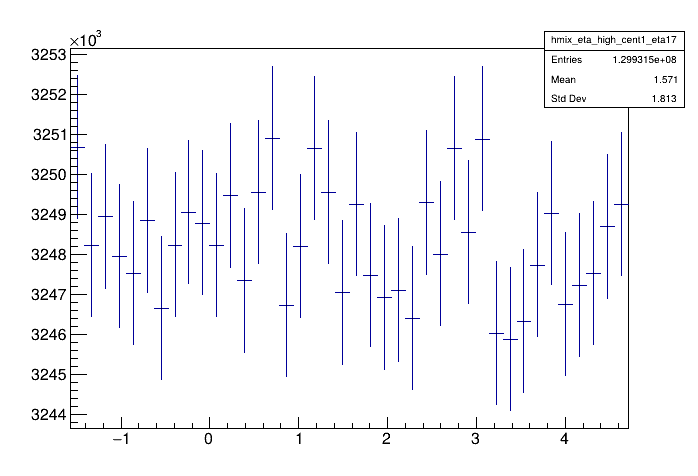 ×10³
hmix_eta_high_cent1_eta17
Entries 1.299315e+08
Mean 1.571
Std Dev 1.813
3253
3252
3251
3250
3249
3248
3247
3246
3245
3244
−1 0 1 2 3 4